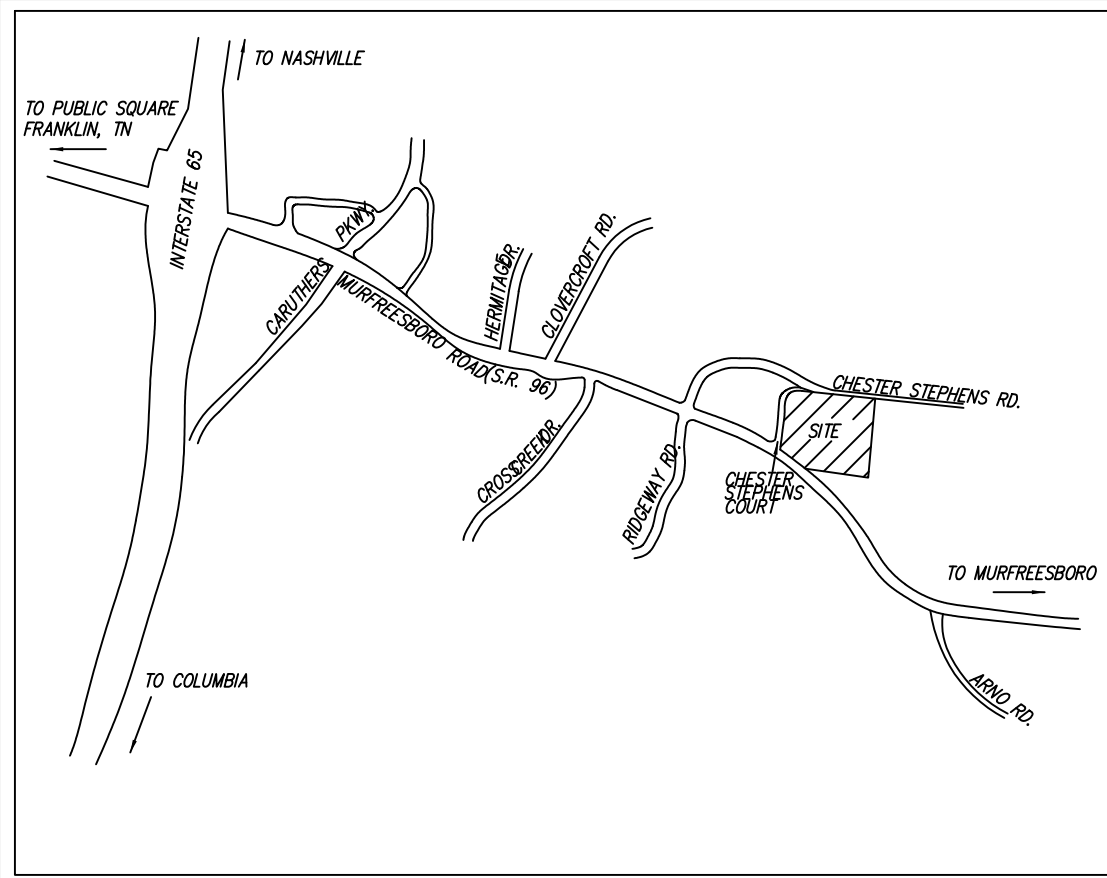 TO NASHVILLE
TO PUBLIC SQUARE
FRANKLIN, TN
INTERSTATE 65
PKWY.
CARUTHERS
MURFREESBORO ROAD(S.R. 96)
HERMITAGE DR.
CLOVERCROFT RD.
CHESTER STEPHENS RD.
SITE
CROSSCREEK DR.
RIDGEWAY RD.
CHESTER
STEPHENS
COURT
TO MURFREESBORO
TO COLUMBIA
ARNO RD.